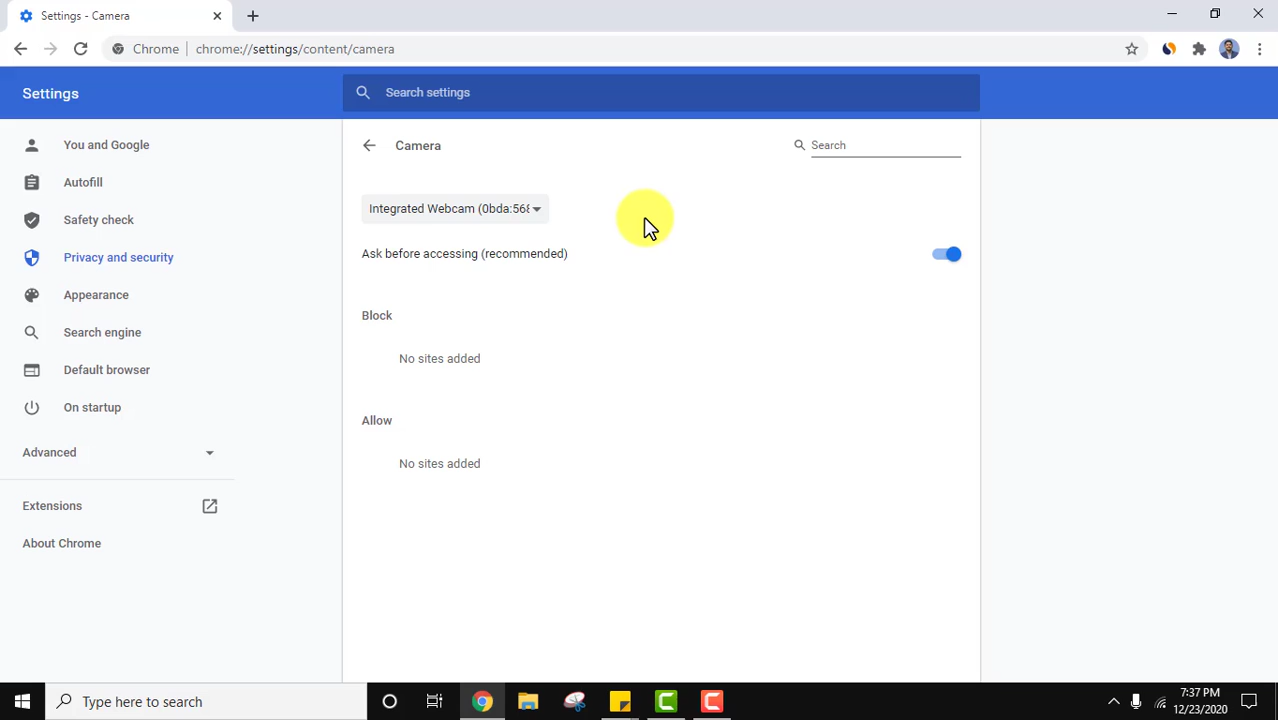 Settings - Camera
Chrome
chrome://settings/content/camera
Settings
Search settings
You and Google
Autofill
Safety check
Privacy and security
Appearance
Search engine
Default browser
On startup
Advanced
Extensions
About Chrome
Camera
Search
Integrated Webcam (0bda:568
Ask before accessing (recommended)
Block
No sites added
Allow
No sites added
Type here to search
7:37 PM
12/23/2020